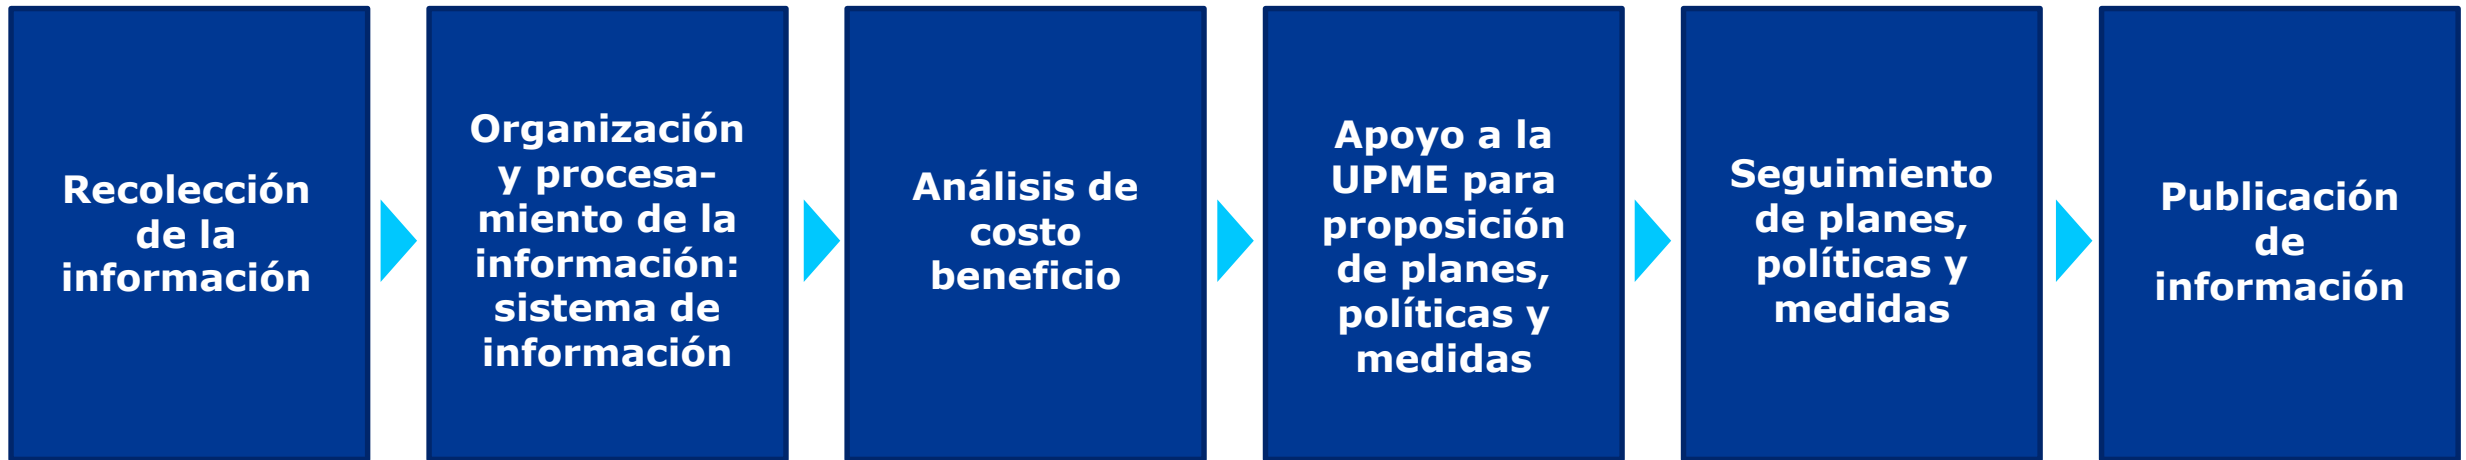 Recolección
de la
información
Organización
y procesa-
miento de la
información:
sistema de
información
Análisis de
costo
beneficio
Apoyo a la
UPME para
proposición
de planes,
políticas y
medidas
Seguimiento
de planes,
políticas y
medidas
Publicación
de
información